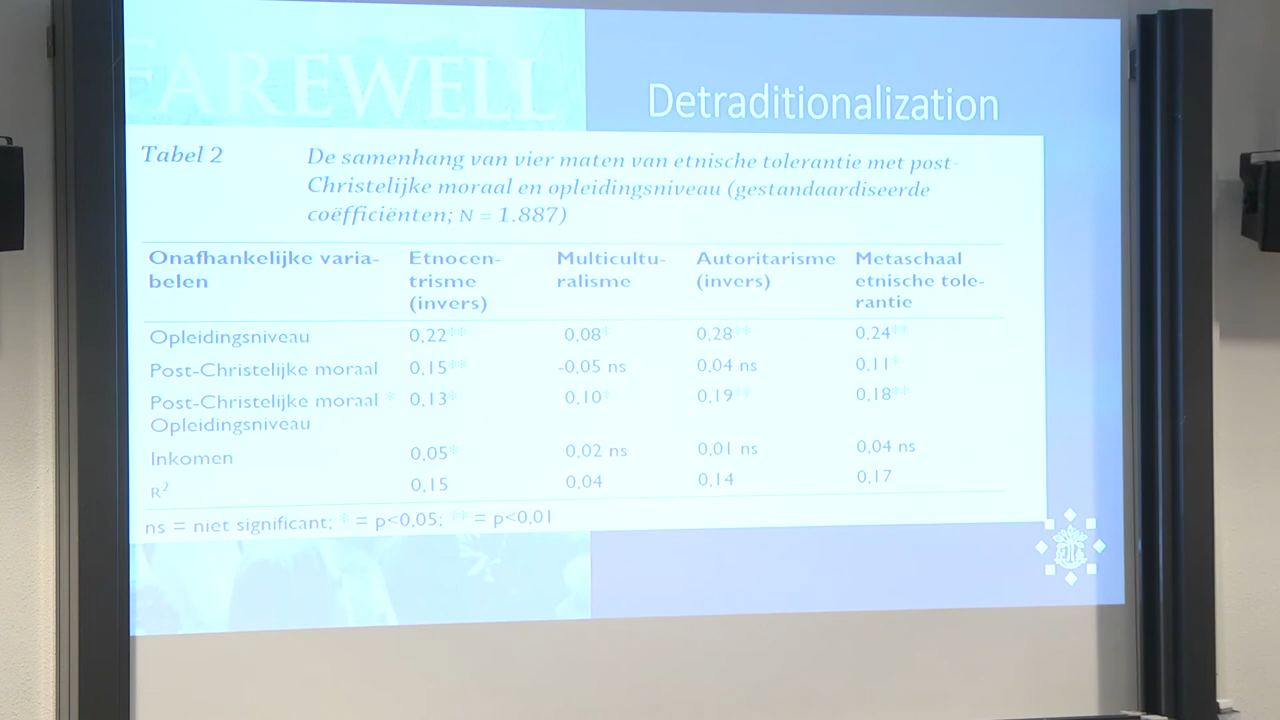 FAREWELL
Detraditionalization
Tabel 2 De samenhang van vier maten van etnische tolerantie met post-
Christelijke moraal en opleidingsniveau (gestandaardiseerde
coëfficiënten; N = 1.887)
Onafhankelijke varia- Etnocen- Multicultu- Autoritarisme Metaschaal
belen trisme ralisme (invers) etnische tole-
(invers) rantie
Opleidingsniveau 0,22** 0,08* 0,28** 0,24**
Post-Christelijke moraal 0,15** -0,05 ns 0,04 ns 0,11*
Post-Christelijke moraal * 0,13* 0,10* 0,19** 0,18**
Opleidingsniveau
Inkomen 0,05* 0,02 ns 0,01 ns 0,04 ns
R² 0,15 0,04 0,14 0,17
ns = niet significant; * = p<0,05; ** = p<0,01